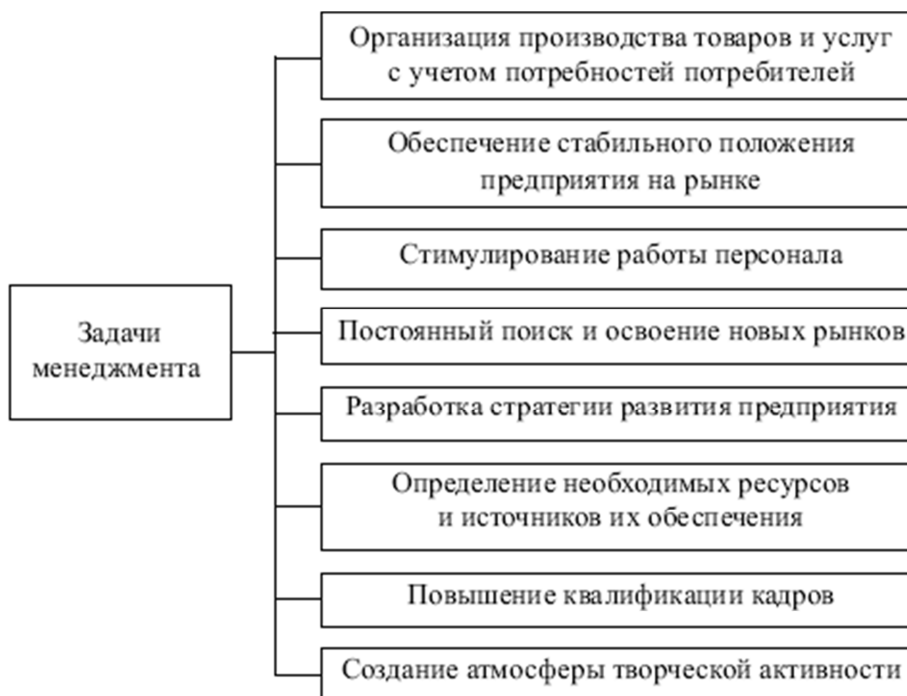 Организация производства товаров и услуг
с учетом потребностей потребителей
Обеспечение стабильного положения
предприятия на рынке
Стимулирование работы персонала
Задачи
менеджмента
Постоянный поиск и освоение новых рынков
Разработка стратегии развития предприятия
Определение необходимых ресурсов
и источников их обеспечения
Повышение квалификации кадров
Создание атмосферы творческой активности